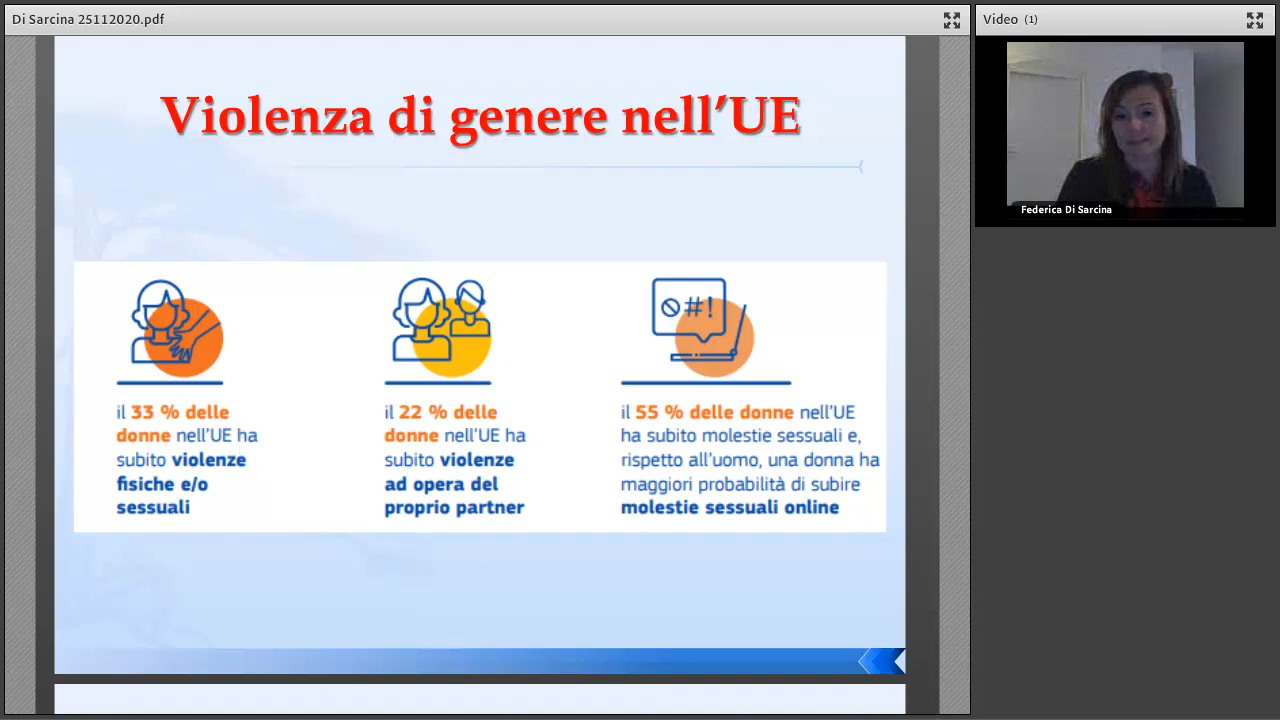 Di Sarcina 25112020.pdf
Video (1)
Violenza di genere nell'UE
Federica Di Sarcina
#!
il 33 % delle
donne nell'UE ha
subito violenze
fisiche e/o
sessuali
il 22 % delle
donne nell'UE ha
subito violenze
ad opera del
proprio partner
il 55 % delle donne nell'UE
ha subito molestie sessuali e,
rispetto all'uomo, una donna ha
maggiori probabilità di subire
molestie sessuali online